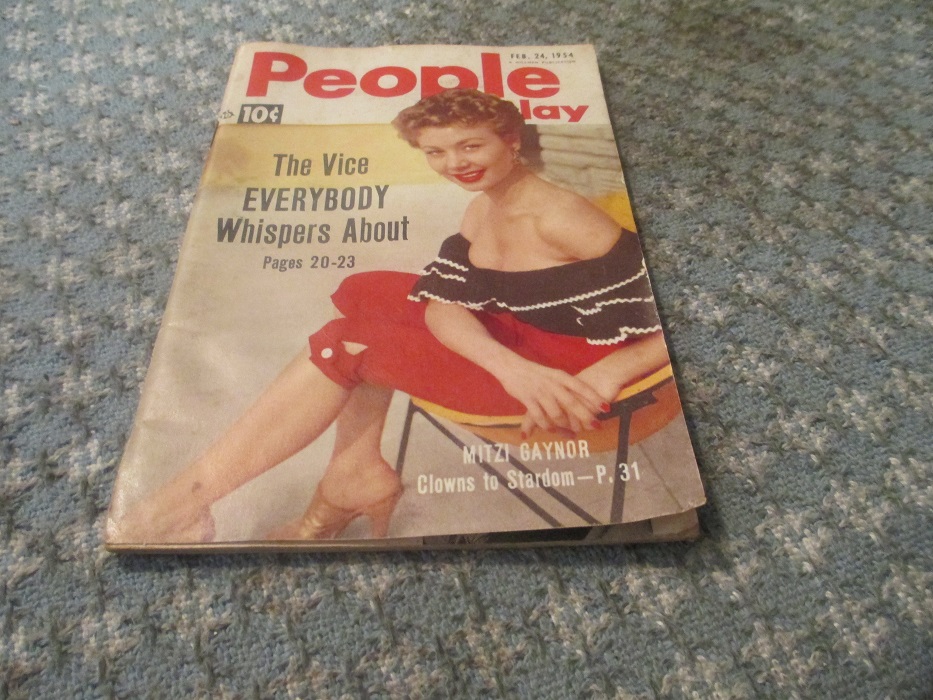 People
FEB. 24, 1954
lay
10¢
The Vice
EVERYBODY
Whispers About
Pages 20-23
MITZI GAYNOR
Clowns to Stardom—P. 31